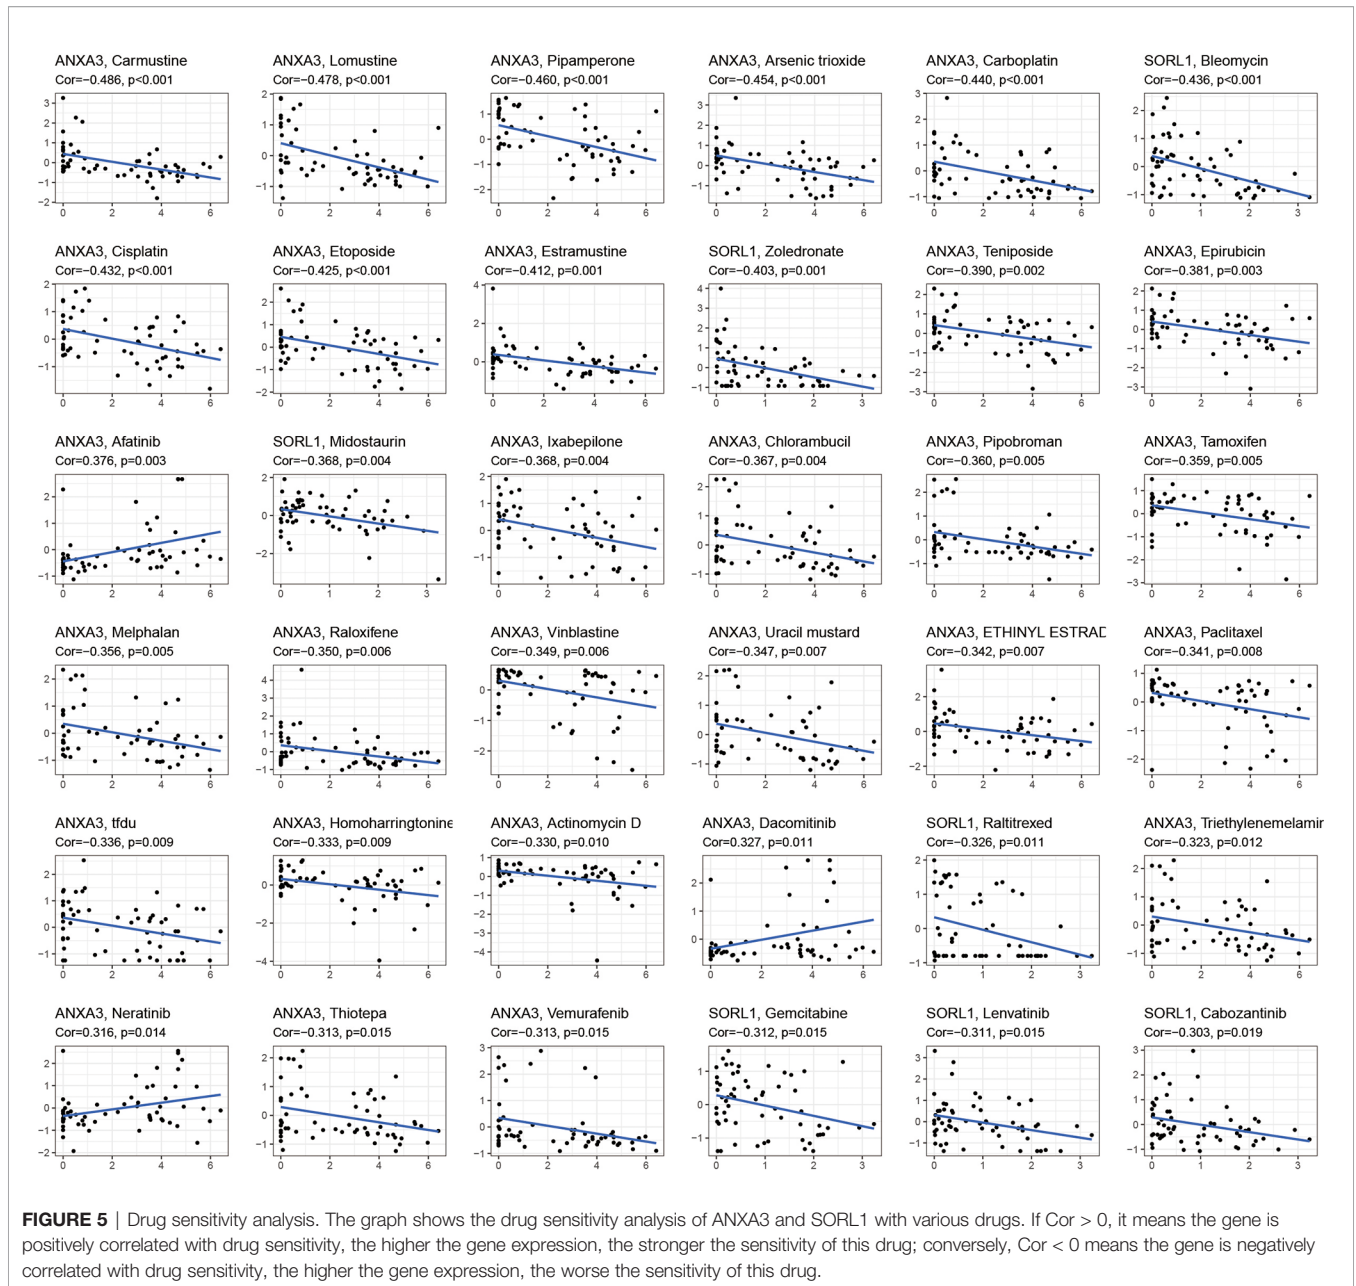 ANXA3, Carmustine
Cor=−0.486, p<0.001
ANXA3, Lomustine
Cor=−0.478, p<0.001
ANXA3, Pipamperone
Cor=−0.460, p<0.001
ANXA3, Arsenic trioxide
Cor=−0.454, p<0.001
ANXA3, Carboplatin
Cor=−0.440, p<0.001
SORL1, Bleomycin
Cor=−0.436, p<0.001
ANXA3, Cisplatin
Cor=−0.432, p<0.001
ANXA3, Etoposide
Cor=−0.425, p<0.001
ANXA3, Estramustine
Cor=−0.412, p=0.001
SORL1, Zoledronate
Cor=−0.403, p=0.001
ANXA3, Teniposide
Cor=−0.390, p=0.002
ANXA3, Epirubicin
Cor=−0.381, p=0.003
ANXA3, Afatinib
Cor=0.376, p=0.003
SORL1, Midostaurin
Cor=−0.368, p=0.004
ANXA3, Ixabepilone
Cor=−0.368, p=0.004
ANXA3, Chlorambucil
Cor=−0.367, p=0.004
ANXA3, Pipobroman
Cor=−0.360, p=0.005
ANXA3, Tamoxifen
Cor=−0.359, p=0.005
ANXA3, Melphalan
Cor=−0.356, p=0.005
ANXA3, Raloxifene
Cor=−0.350, p=0.006
ANXA3, Vinblastine
Cor=−0.349, p=0.006
ANXA3, Uracil mustard
Cor=−0.347, p=0.007
ANXA3, ETHINYL ESTRAD
Cor=−0.342, p=0.007
ANXA3, Paclitaxel
Cor=−0.341, p=0.008
ANXA3, tfdu
Cor=−0.336, p=0.009
ANXA3, Homoharringtonine
Cor=−0.333, p=0.009
ANXA3, Actinomycin D
Cor=−0.330, p=0.010
ANXA3, Dacomitinib
Cor=0.327, p=0.011
SORL1, Raltitrexed
Cor=−0.326, p=0.011
ANXA3, Triethylenemelamir
Cor=−0.323, p=0.012
ANXA3, Neratinib
Cor=0.316, p=0.014
ANXA3, Thiotepa
Cor=−0.313, p=0.015
ANXA3, Vemurafenib
Cor=−0.313, p=0.015
SORL1, Gemcitabine
Cor=−0.312, p=0.015
SORL1, Lenvatinib
Cor=−0.311, p=0.015
SORL1, Cabozantinib
Cor=−0.303, p=0.019
FIGURE 5 | Drug sensitivity analysis. The graph shows the drug sensitivity analysis of ANXA3 and SORL1 with various drugs. If Cor > 0, it means the gene is
positively correlated with drug sensitivity, the higher the gene expression, the stronger the sensitivity of this drug; conversely, Cor < 0 means the gene is negatively
correlated with drug sensitivity, the higher the gene expression, the worse the sensitivity of this drug.